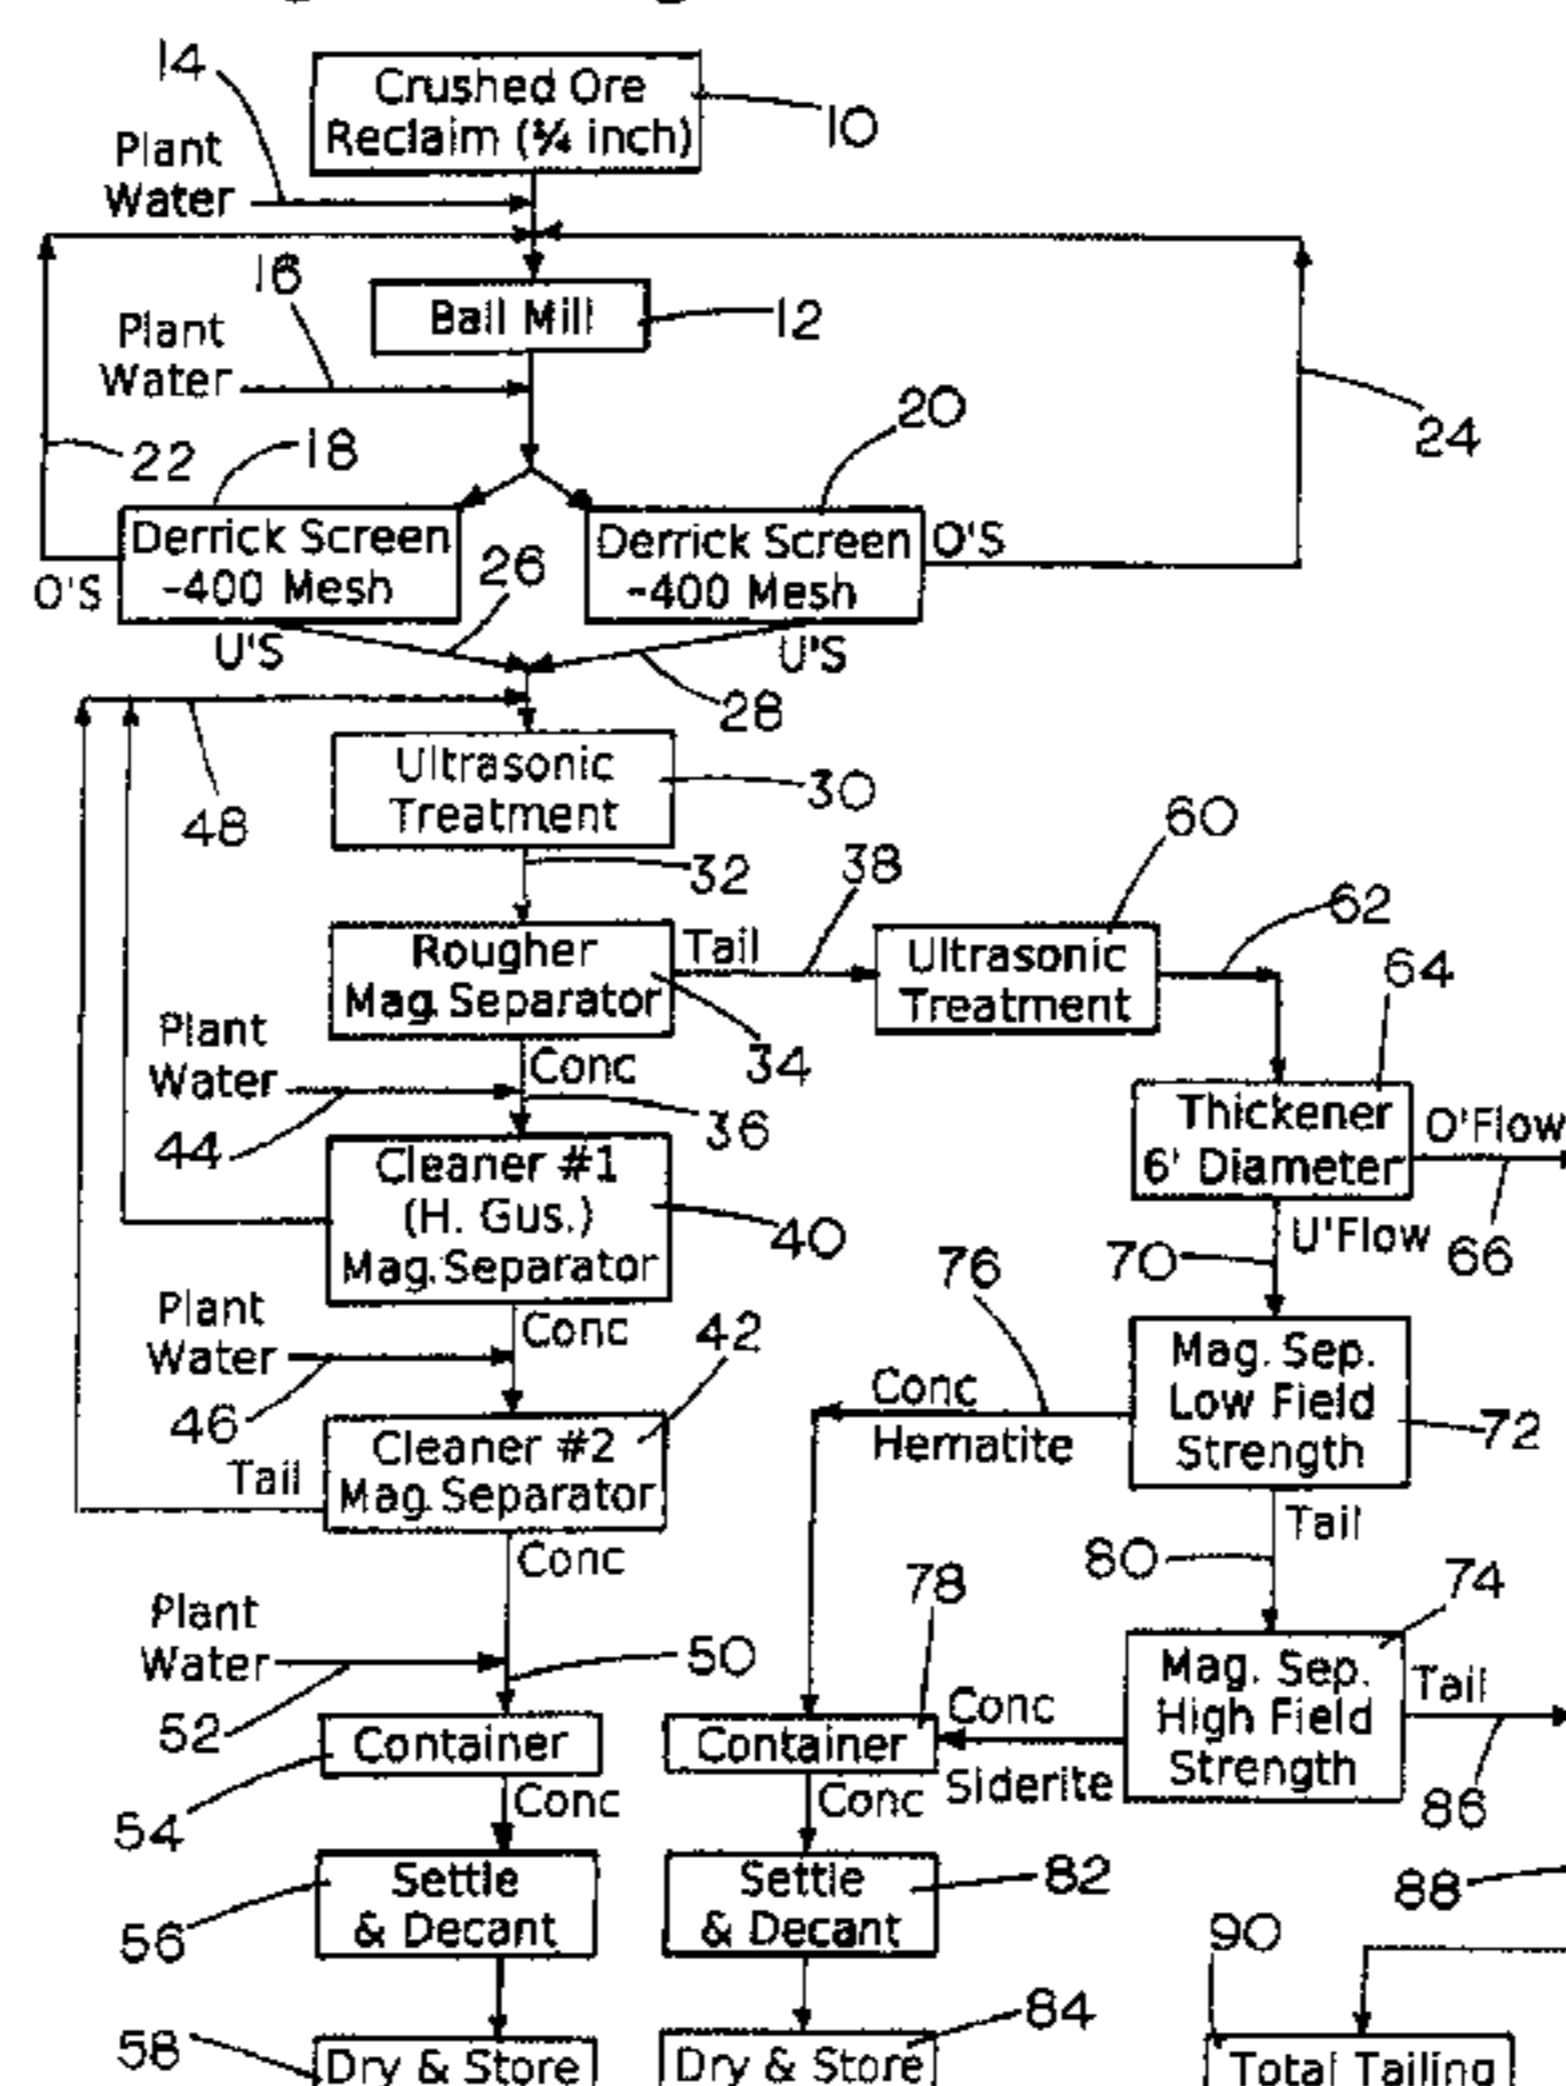 14
Crushed Ore
Reclaim (¾ inch)
10
Plant
Water
16
Ball Mill
12
Plant
Water
20
24
22
18
Derrick Screen
-400 Mesh
26
Derrick Screen
-400 Mesh
O'S
O'S
U'S
U'S
28
Ultrasonic
Treatment
30
48
60
32
38
62
Rougher
Mag. Separator
Tail
Ultrasonic
Treatment
64
Plant
Water
Conc
34
36
44
Thickener
6' Diameter
O'Flow
Cleaner #1
(H. Gus.)
Mag. Separator
40
U'Flow
66
70
76
Plant
Water
Conc
42
Mag. Sep.
Low Field
Strength
72
Conc
Hematite
46
Cleaner #2
Mag. Separator
Tail
Tail
Conc
80
78
74
Plant
Water
50
Mag. Sep.
High Field
Strength
Tail
52
Container
Container
Conc
Siderite
54
Conc
Conc
86
Settle
& Decant
Settle
& Decant
82
88
56
90
84
58
Dry & Store
Dry & Store
Total Tailing